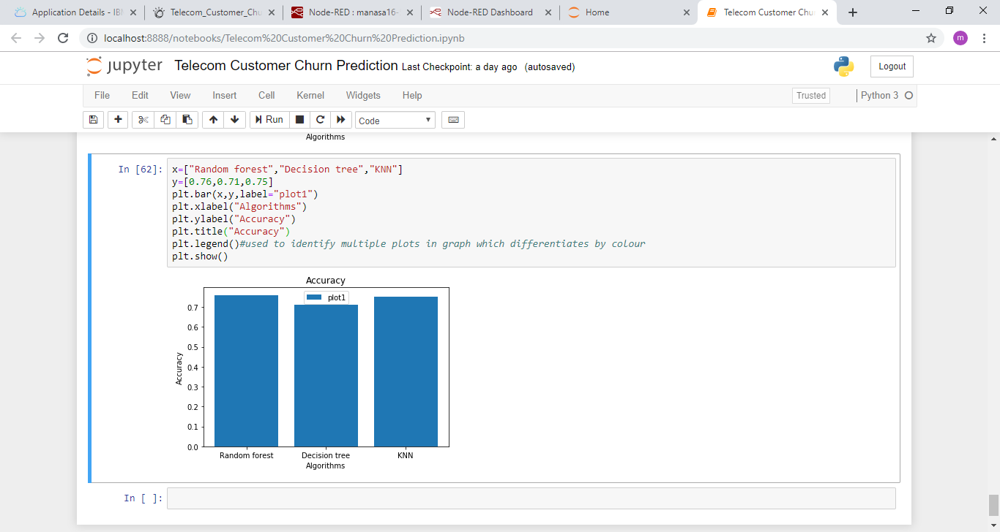 Application Details - IBM
Telecom_Customer_Chu
Node-RED : manasa16-
Node-RED Dashboard
Home
Telecom Customer Chur
localhost:8888/notebooks/Telecom%20Customer%20Churn%20Prediction.ipynb
m
jupyter Telecom Customer Churn Prediction Last Checkpoint: a day ago (autosaved)
Logout
File Edit View Insert Cell Kernel Widgets Help
Trusted
Python 3
Run
Code
Algorithms
In [62]:
x=["Random forest","Decision tree","KNN"]
y=[0.76,0.71,0.75]
plt.bar(x,y,label="plot1")
plt.xlabel("Algorithms")
plt.ylabel("Accuracy")
plt.title("Accuracy")
plt.legend()#used to identify multiple plots in graph which differentiates by colour
plt.show()
Accuracy
plot1
0.7
0.6
0.5
0.4
0.3
0.2
0.1
0.0
Accuracy
Random forest Decision tree KNN
Algorithms
In [ ]: